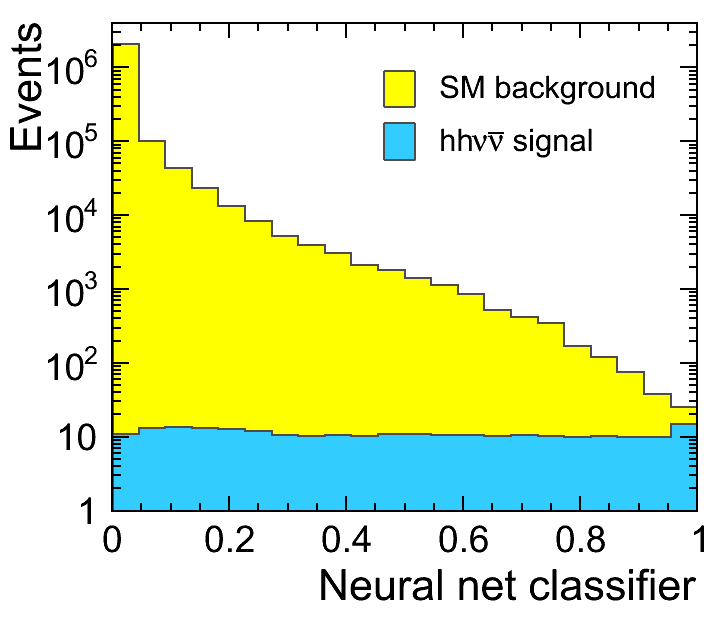 Events
10⁶
10⁵
10⁴
10³
10²
10
1
SM background
hhνν̅ signal
0 0.2 0.4 0.6 0.8 1
Neural net classifier